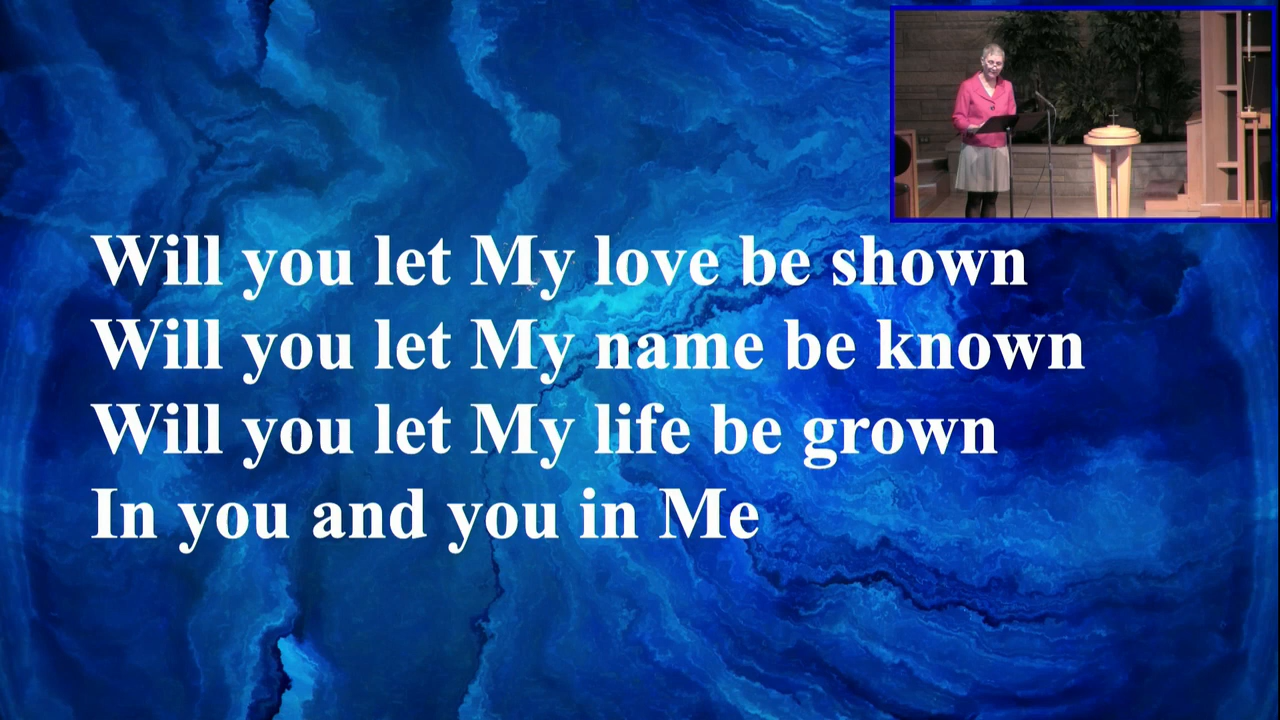 Will you let My love be shown
Will you let My name be known
Will you let My life be grown
In you and you in Me